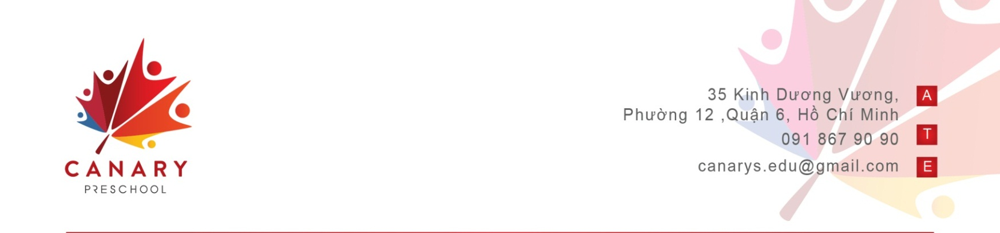 CANARY
PRESCHOOL
35 Kinh Dương Vương, A
Phường 12 ,Quận 6, Hồ Chí Minh
091 867 90 90 T
canarys.edu@gmail.com E